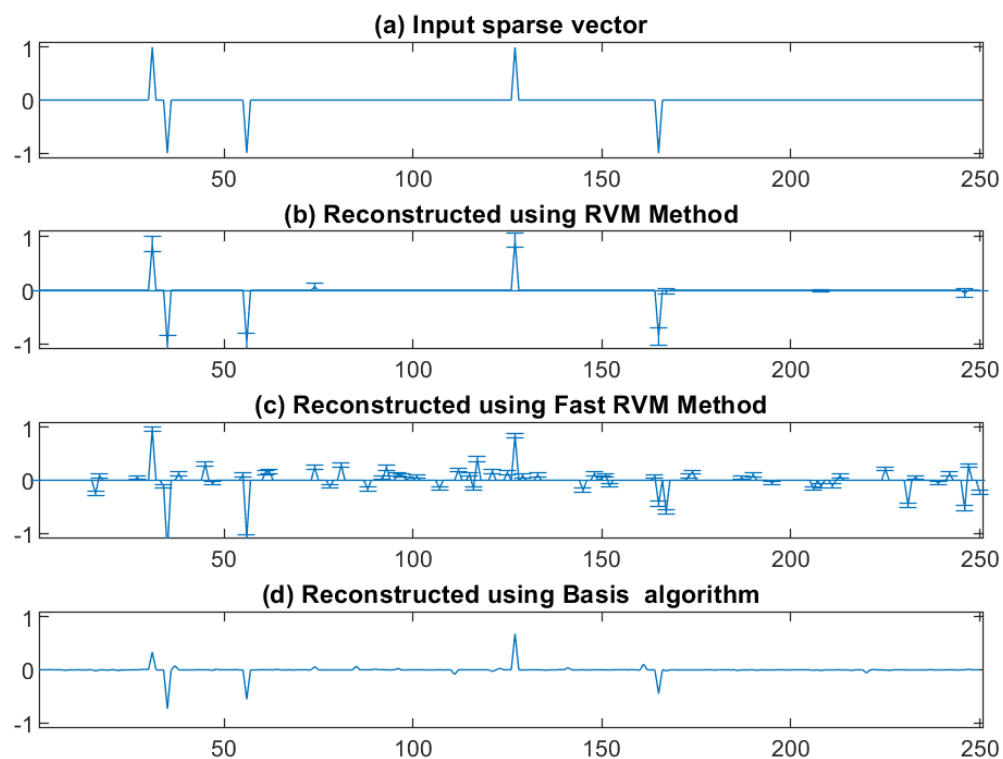 (a) Input sparse vector
1
0
-1
50 100 150 200 250
(b) Reconstructed using RVM Method
1
0
-1
50 100 150 200 250
(c) Reconstructed using Fast RVM Method
1
0
-1
50 100 150 200 250
(d) Reconstructed using Basis algorithm
1
0
-1
50 100 150 200 250